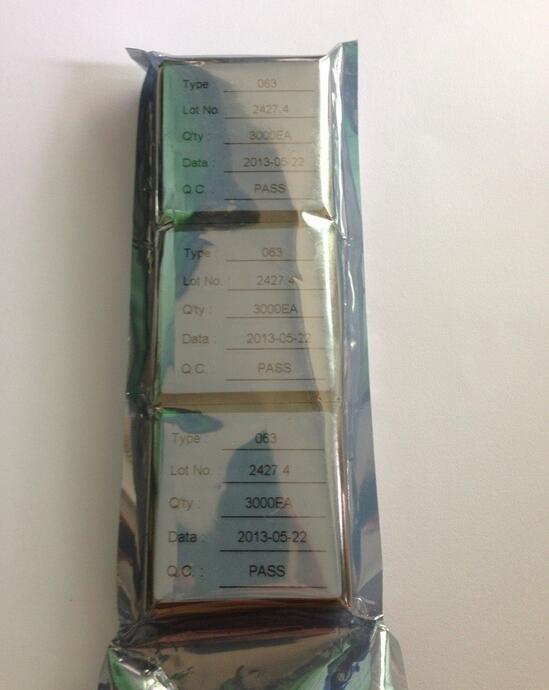 Type 063
Lot No. 2427.4
Q'ty : 3000EA
Data : 2013-05-22
Q.C. : PASS
Type : 063
Lot No. : 2427.4
Q'ty : 3000EA
Data : 2013-05-22
Q.C. : PASS
Type 063
Lot No. : 2427.4
Q'ty : 3000EA
Data : 2013-05-22
Q.C. : PASS